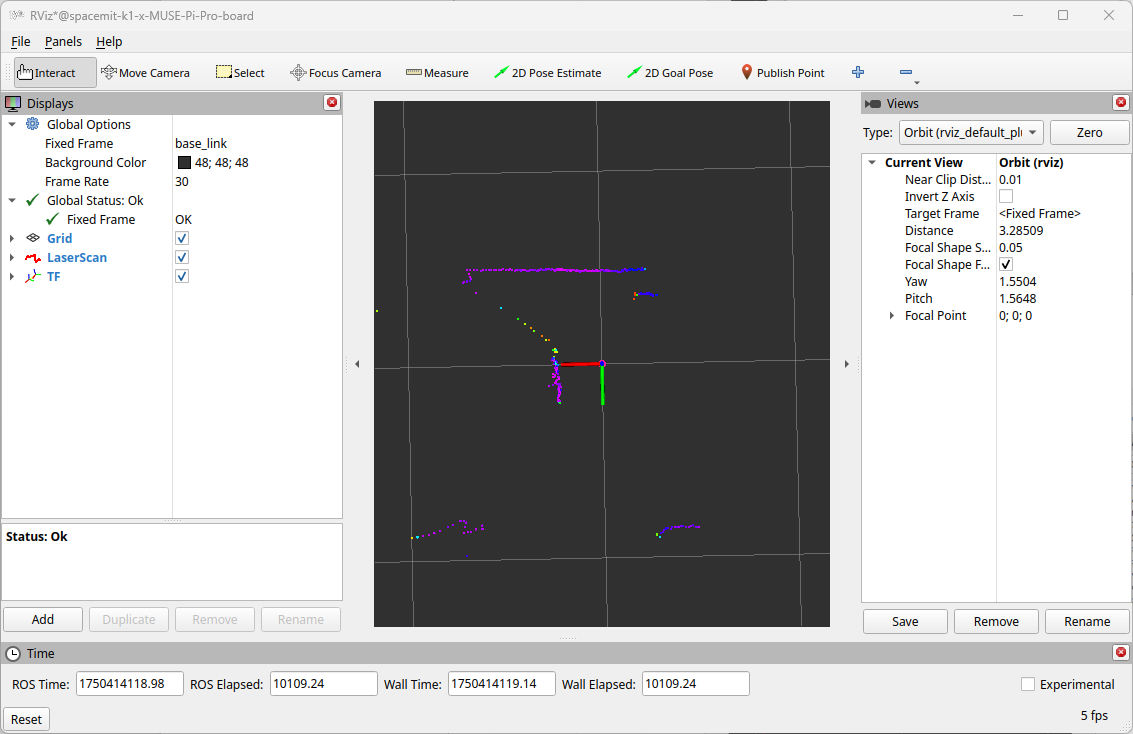 RViz*@spacemit-k1-x-MUSE-Pi-Pro-board
File Panels Help
Interact Move Camera Select Focus Camera Measure 2D Pose Estimate 2D Goal Pose Publish Point
Displays
Global Options
Fixed Frame base_link
Background Color 48; 48; 48
Frame Rate 30
Global Status: Ok
Fixed Frame OK
Grid
LaserScan
TF
Status: Ok
Add Duplicate Remove Rename
Views
Type: Orbit (rviz_default_pl Zero
Current View Orbit (rviz)
Near Clip Dist... 0.01
Invert Z Axis
Target Frame <Fixed Frame>
Distance 3.28509
Focal Shape S... 0.05
Focal Shape F...
Yaw 1.5504
Pitch 1.5648
Focal Point 0; 0; 0
Save Remove Rename
Time
ROS Time: 1750414118.98 ROS Elapsed: 10109.24 Wall Time: 1750414119.14 Wall Elapsed: 10109.24 Experimental
Reset 5 fps